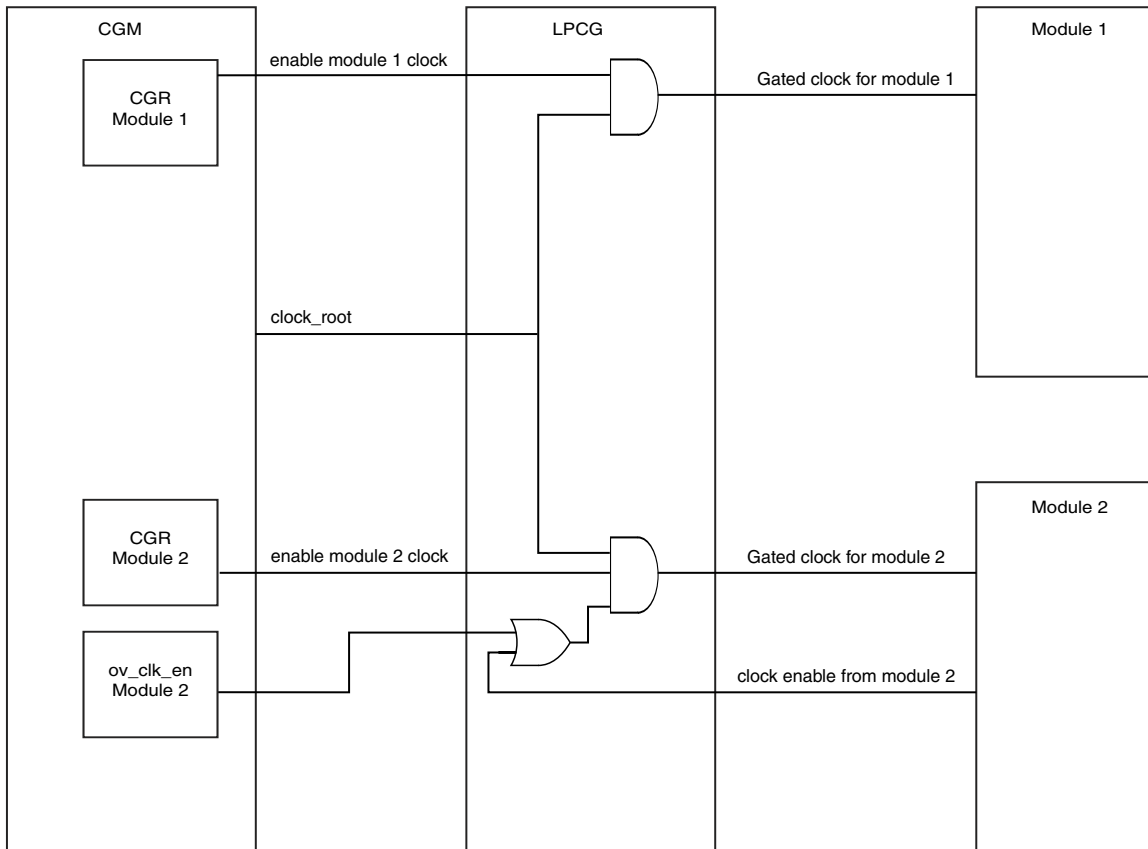 CGM
LPCG
Module 1
enable module 1 clock
Gated clock for module 1
CGR
Module 1
clock_root
Module 2
CGR
Module 2
enable module 2 clock
Gated clock for module 2
ov_clk_en
Module 2
clock enable from module 2